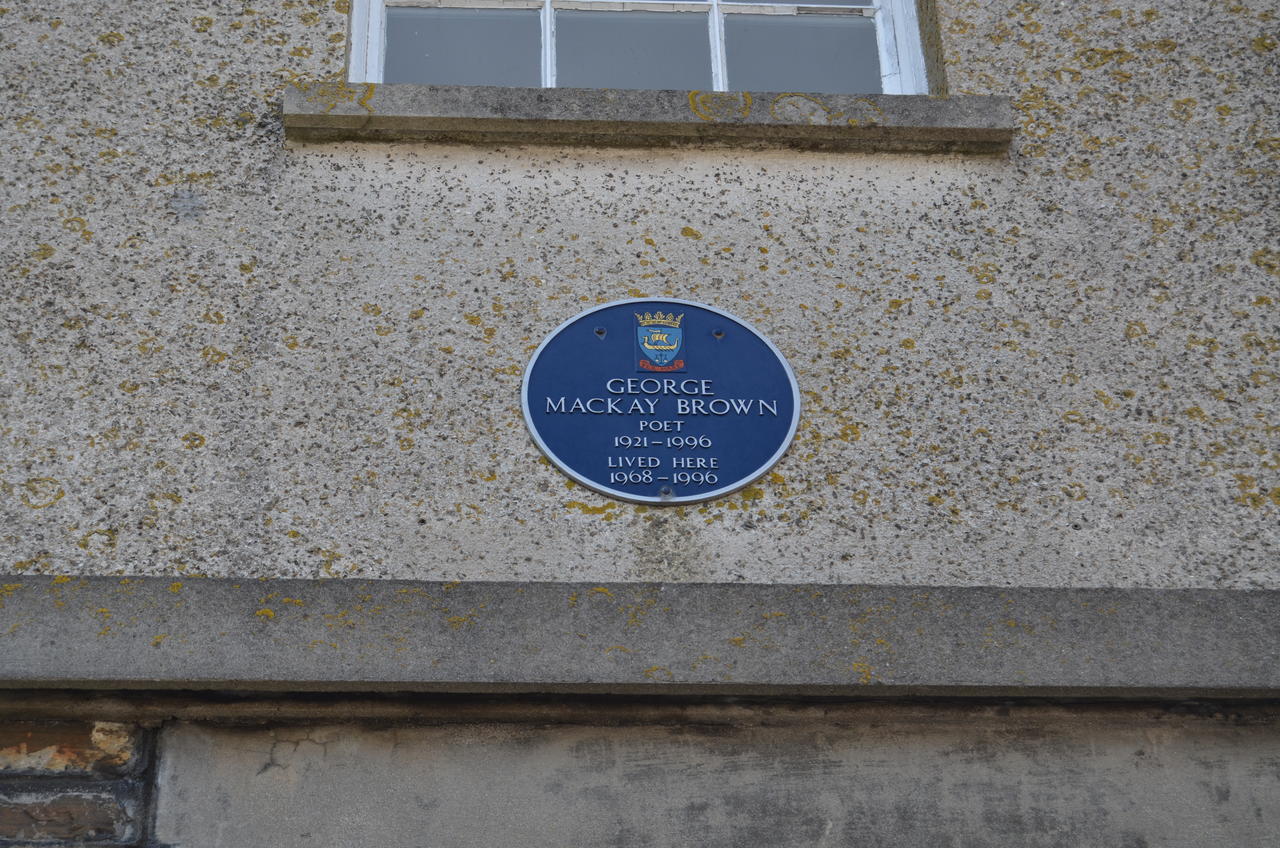 GEORGE
MACKAY BROWN
POET
1921–1996
LIVED HERE
1968–1996